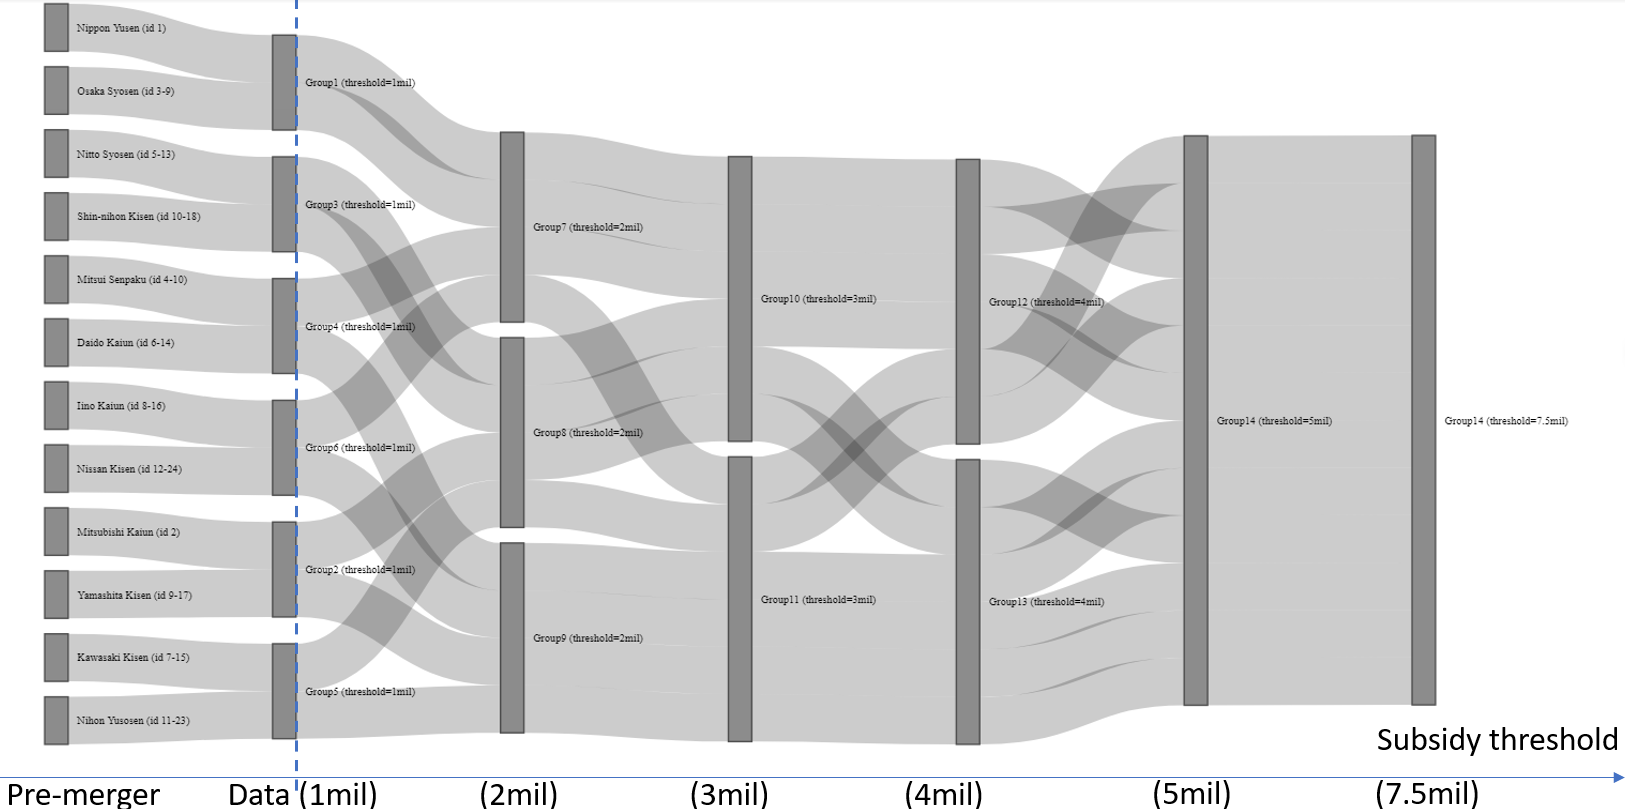 Nippon Yusen (id 1)
Osaka Syosen (id 3-9)
Nitto Syosen (id 5-13)
Shin-nihon Kisen (id 10-18)
Mitsui Senpaku (id 4-10)
Daido Kaiun (id 6-14)
Iino Kaiun (id 8-16)
Nissan Kisen (id 12-24)
Mitsubishi Kaiun (id 2)
Yamashita Kisen (id 9-17)
Kawasaki Kisen (id 7-15)
Nihon Yusosen (id 11-23)
Group1 (threshold=1mil)
Group3 (threshold=1mil)
Group4 (threshold=1mil)
Group6 (threshold=1mil)
Group2 (threshold=1mil)
Group5 (threshold=1mil)
Group7 (threshold=2mil)
Group8 (threshold=2mil)
Group9 (threshold=2mil)
Group10 (threshold=3mil)
Group11 (threshold=3mil)
Group12 (threshold=4mil)
Group13 (threshold=4mil)
Group14 (threshold=5mil)
Group14 (threshold=7.5mil)
Subsidy threshold
Pre-merger Data (1mil) (2mil) (3mil) (4mil) (5mil) (7.5mil)